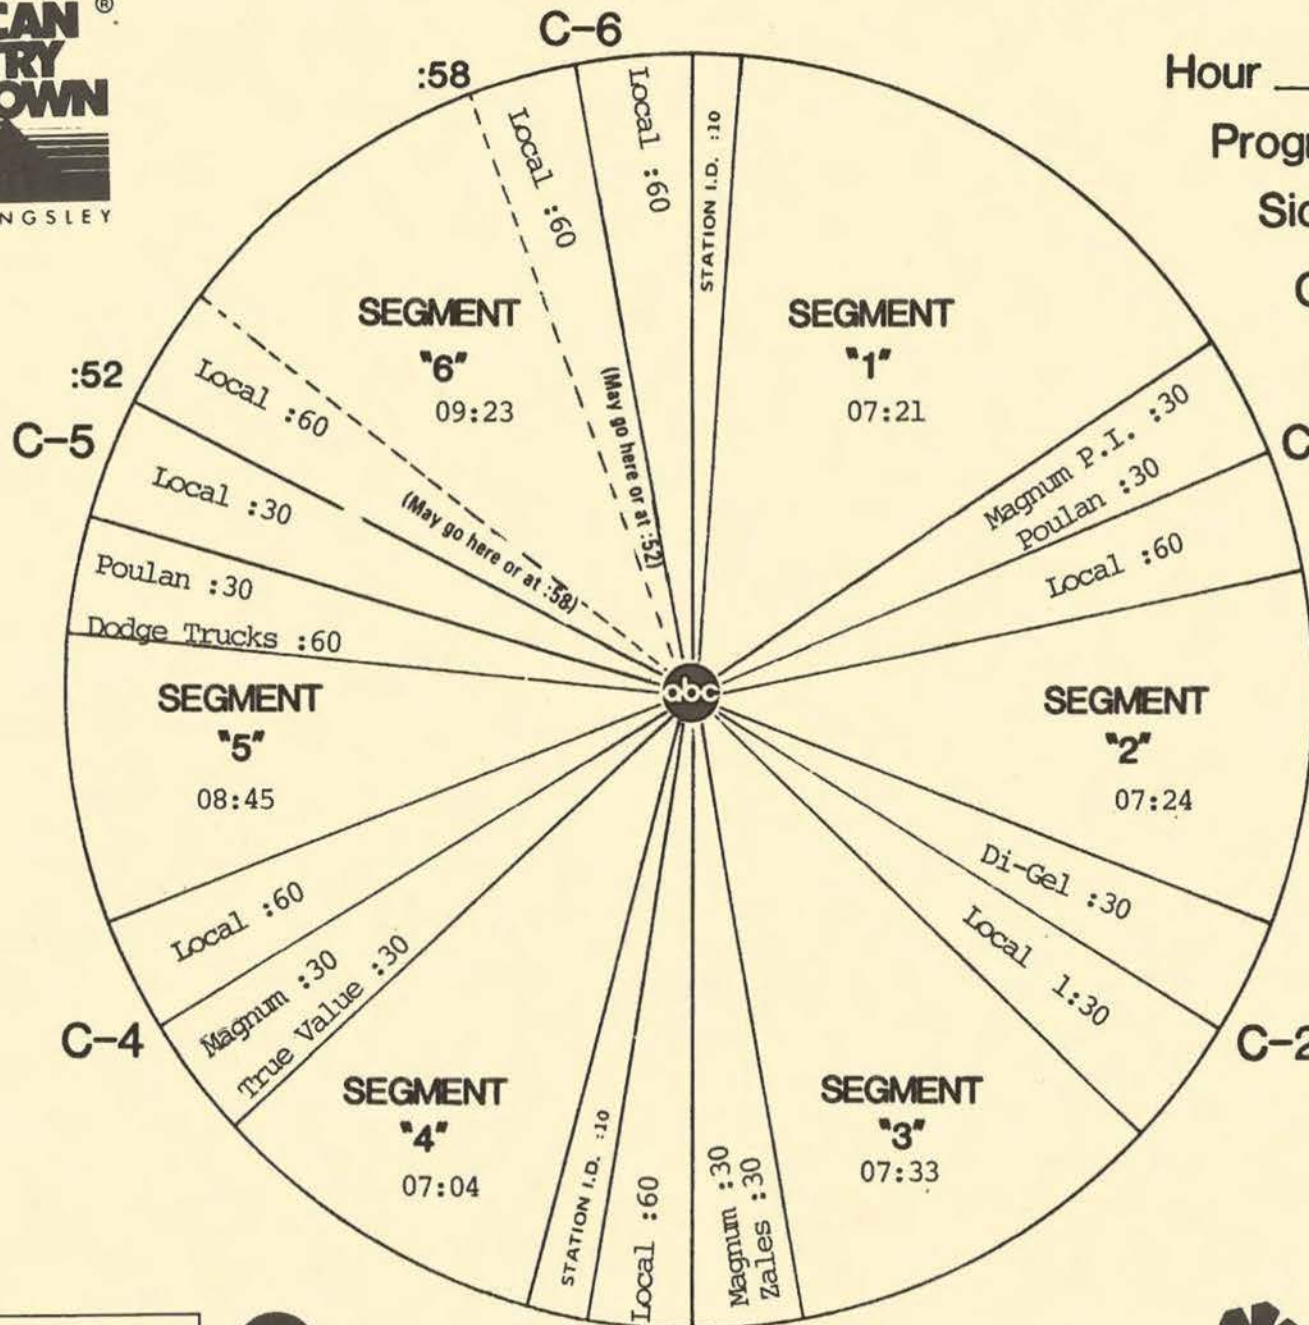 ®
C-6
:58
Hour
Local :60
Local :60
STATION I.D. :10
NGSLEY
SEGMENT
"6"
09:23
(May go here or at :52)
SEGMENT
"1"
07:21
:52
C-5
Local :60
(May go here or at :58)
Local :30
Poulan :30
Dodge Trucks :60
Magnum P.I. :30
Poulan :30
Local :60
abc
SEGMENT
"5"
08:45
SEGMENT
"2"
07:24
Di-Gel :30
Local 1:30
Local :60
Magnum :30
True Value :30
C-4
C-2
SEGMENT
"4"
07:04
STATION I.D. :10
Local :60
Magnum :30
Zales :30
SEGMENT
"3"
07:33